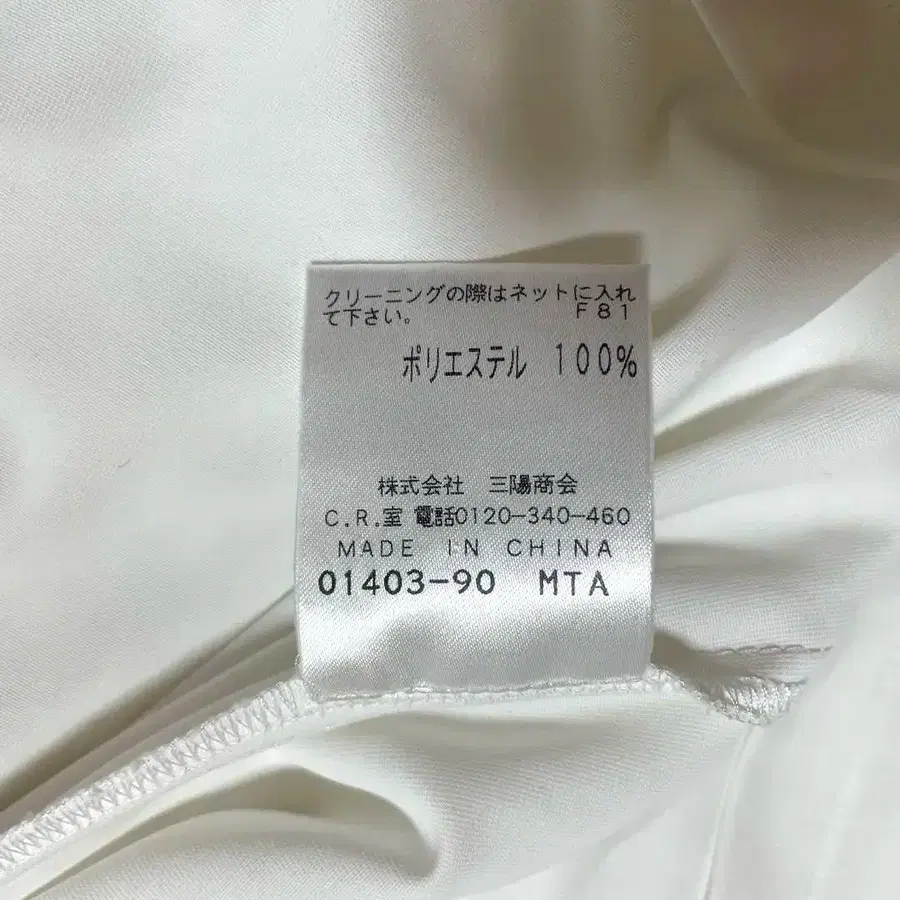 クリーニングの際はネットに入れ
て下さい。 F81
ポリエステル 100%
株式会社 三陽商会
C.R.室 電話0120-340-460
MADE IN CHINA
01403-90 MTA